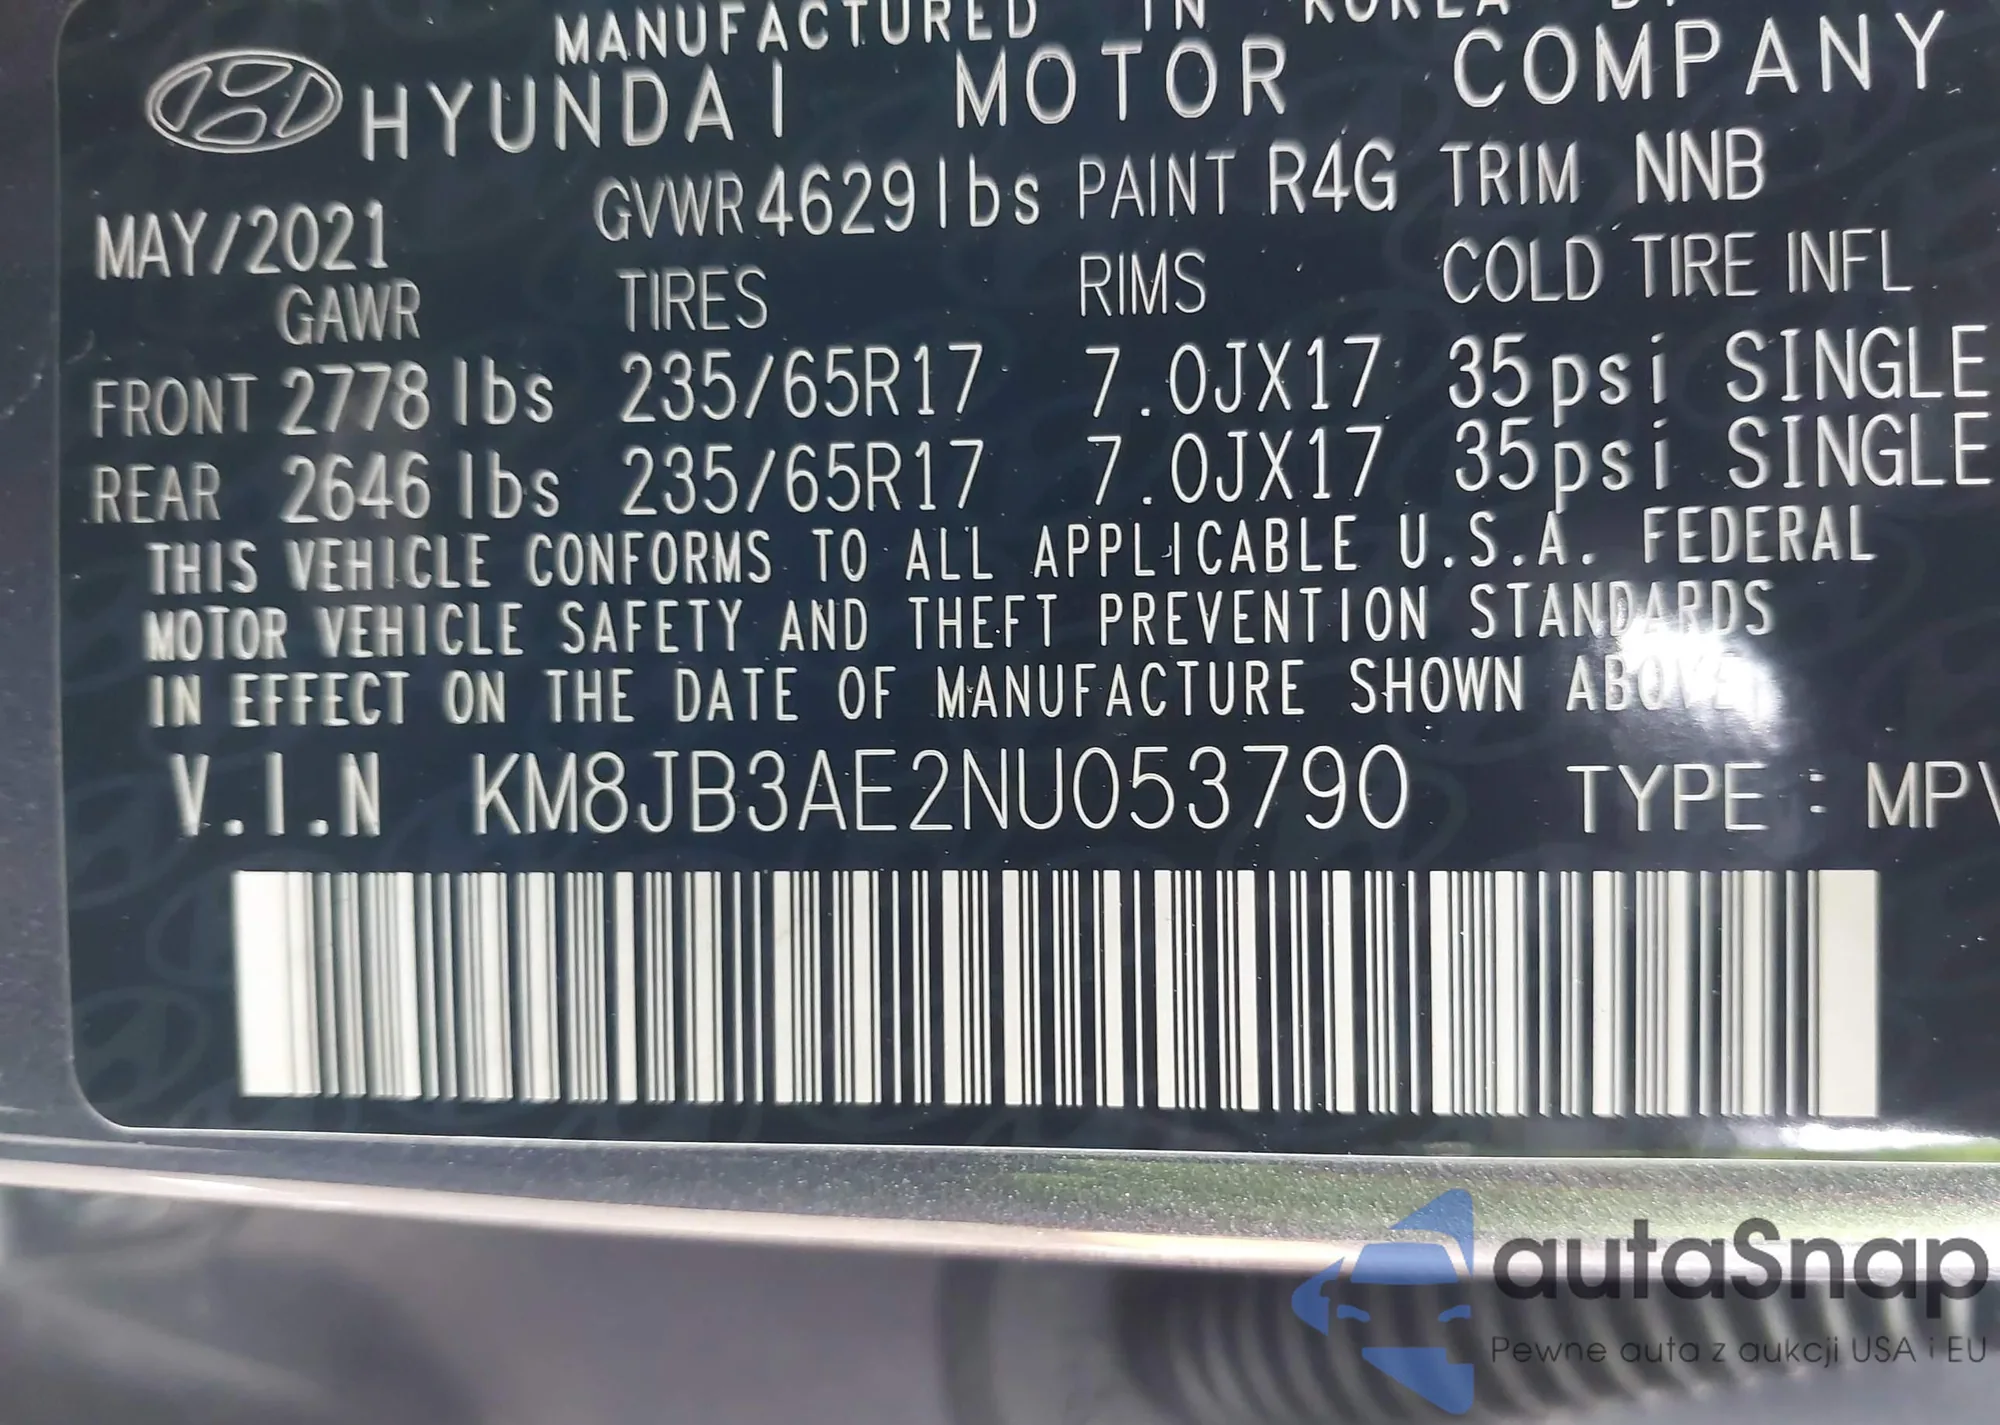 MANUFACTURED IN KOREA BY
HYUNDAI MOTOR COMPANY
MAY/2021 GVWR 4629 lbs PAINT R4G TRIM NNB
GAWR TIRES RIMS COLD TIRE INFL.
FRONT 2778 lbs 235/65R17 7.0JX17 35psi SINGLE
REAR 2646 lbs 235/65R17 7.0JX17 35psi SINGLE
THIS VEHICLE CONFORMS TO ALL APPLICABLE U.S.A. FEDERAL
MOTOR VEHICLE SAFETY AND THEFT PREVENTION STANDARDS
IN EFFECT ON THE DATE OF MANUFACTURE SHOWN ABOVE.
V.I.N KM8JB3AE2NU053790 TYPE : MPV
autaSnap
Pewne auta z aukcji USA i EU